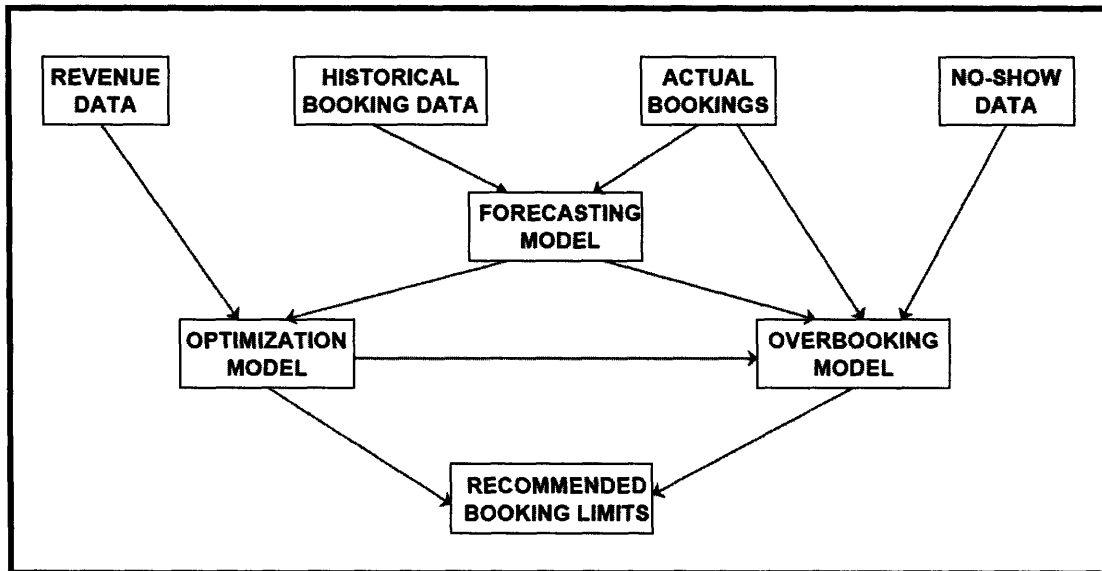 REVENUE
DATA
HISTORICAL
BOOKING DATA
ACTUAL
BOOKINGS
NO-SHOW
DATA
FORECASTING
MODEL
OPTIMIZATION
MODEL
OVERBOOKING
MODEL
RECOMMENDED
BOOKING LIMITS